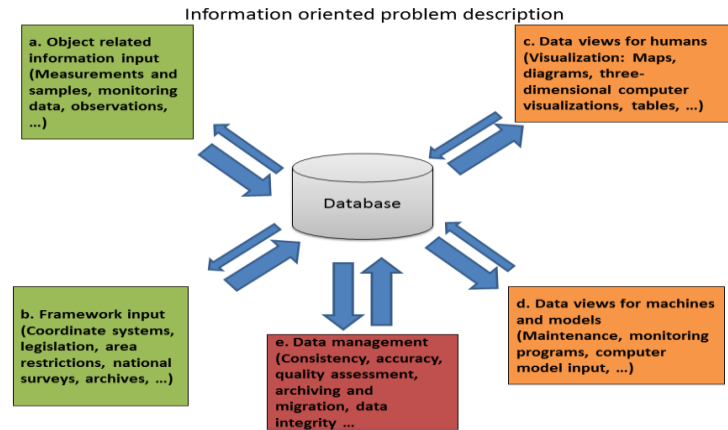 Information oriented problem description
a. Object related
information input
(Measurements and
samples, monitoring
data, observations,
…)
c. Data views for humans
(Visualization: Maps,
diagrams, three-
dimensional computer
visualizations, tables, …)
Database
b. Framework input
(Coordinate systems,
legislation, area
restrictions, national
surveys, archives, …)
e. Data management
(Consistency, accuracy,
quality assessment,
archiving and
migration, data
integrity …
d. Data views for machines
and models
(Maintenance, monitoring
programs, computer
model input, …)